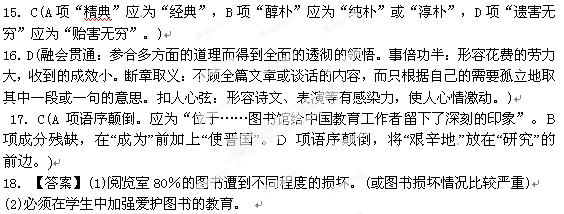 15. C(A 项“精典”应为“经典”，B项“醇朴”应为“纯朴”或“淳朴”，D项“遗害无
穷”应为“贻害无穷”。)
16. D(融会贯通：参合多方面的道理而得到全面的透彻的领悟。事倍功半：形容花费的劳力
大，收到的成效小。断章取义：不顾全篇文章或谈话的内容，而只根据自己的需要孤立地取
其中一段或一句的意思。扣人心弦：形容诗文、表演等有感染力，使人心情激动。)
17. C(A 项语序颠倒。应为“位于……图书馆给中国教育工作者留下了深刻的印象”。B
项成分残缺，在“成为”前加上“使晋国”。D 项语序颠倒，将“艰辛地”放在“研究”的
前边。)
18. 【答案】(1)阅览室80%的图书遭到不同程度的损坏。(或图书损坏情况比较严重)
(2)必须在学生中加强爱护图书的教育。